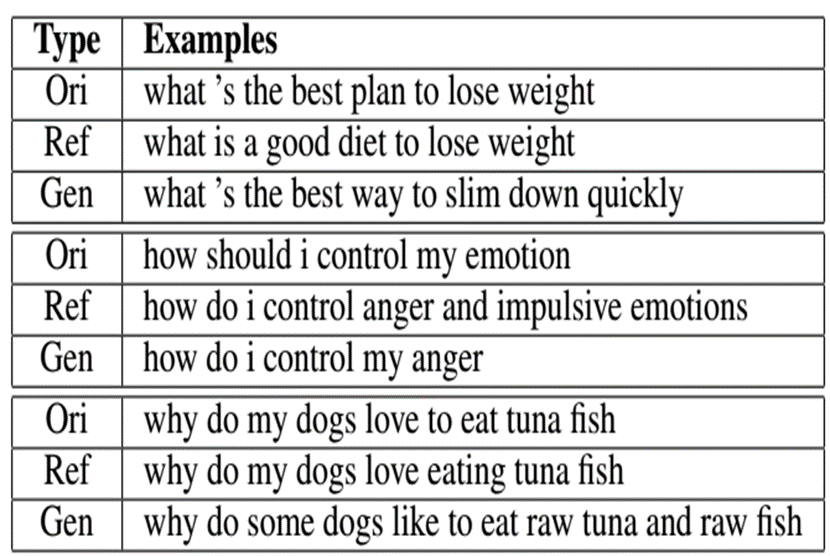 Type Examples
Ori what 's the best plan to lose weight
Ref what is a good diet to lose weight
Gen what 's the best way to slim down quickly
Ori how should i control my emotion
Ref how do i control anger and impulsive emotions
Gen how do i control my anger
Ori why do my dogs love to eat tuna fish
Ref why do my dogs love eating tuna fish
Gen why do some dogs like to eat raw tuna and raw fish